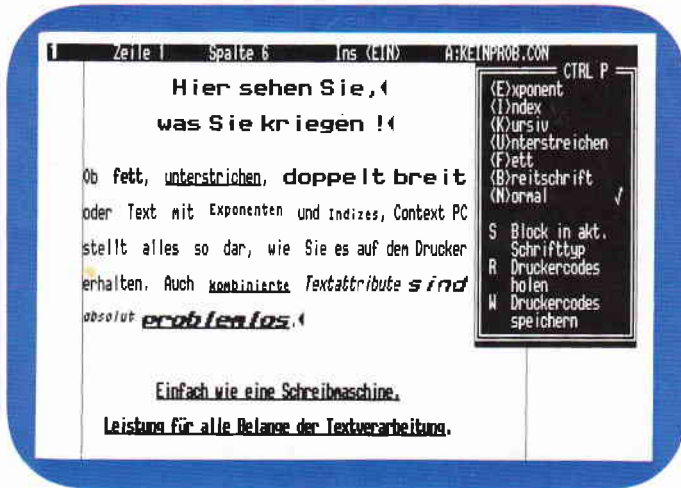 1 Zeile 1 Spalte 6 Ins (EIN) A:KEINPROB.CON
Hier sehen Sie,
was Sie kriegen !
Ob fett, unterstrichen, doppelt breit
oder Text mit Exponenten und Indizes, Context PC
stellt alles so dar, wie Sie es auf dem Drucker
erhalten. Auch kombinierte Textattribute sind
absolut problemlos.
Einfach wie eine Schreibmaschine.
Leistung für alle Belange der Textverarbeitung.
CTRL P
(E)xponent
(I)ndex
(K)ursiv
(U)nterstreichen
(F)ett
(B)reitschrift
(N)ormal √
S Block in akt.
Schrifttyp
R Druckercodes
holen
W Druckercodes
speichern